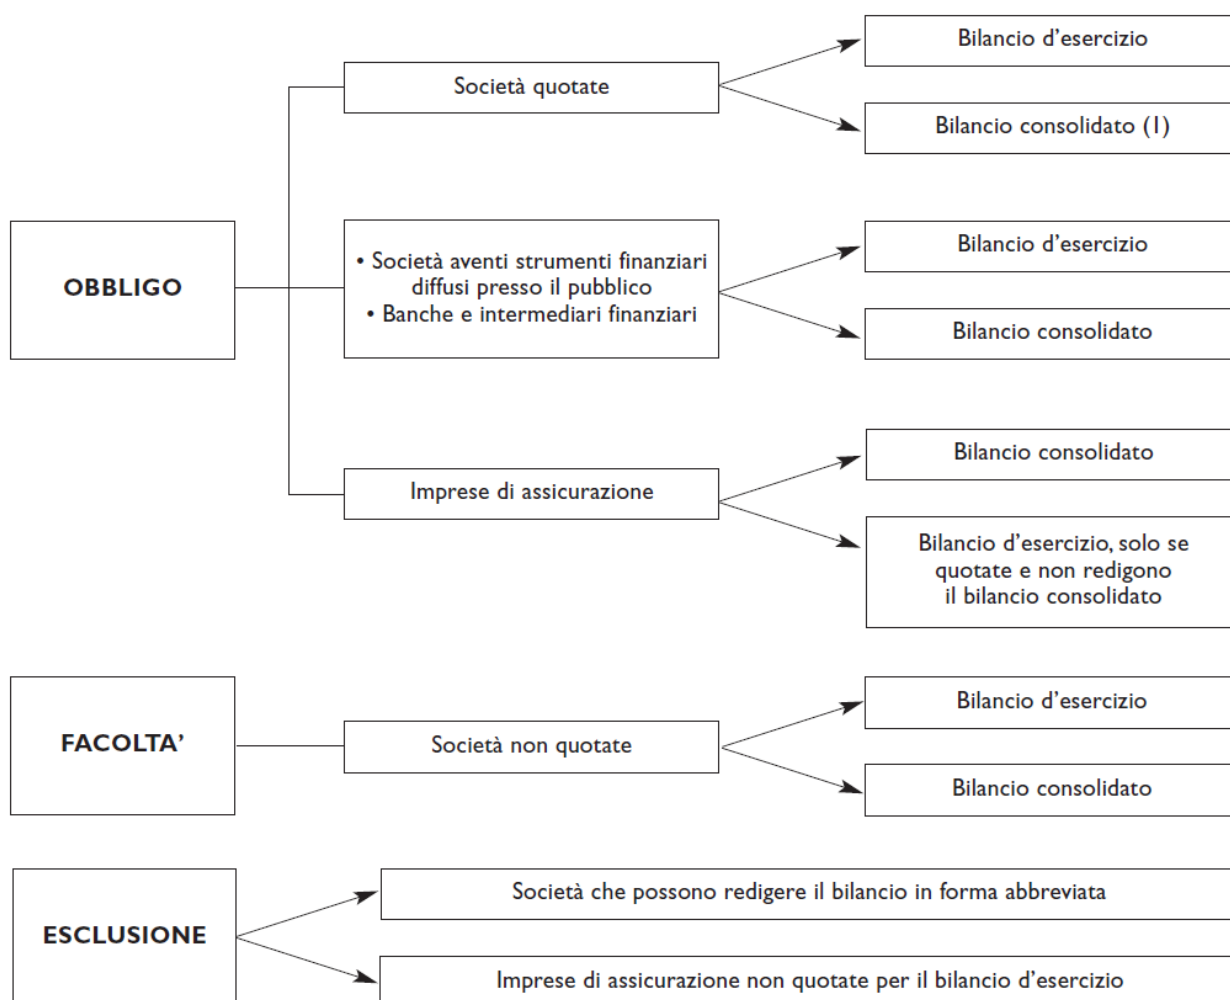 Bilancio d'esercizio
Società quotate
Bilancio consolidato (1)
OBBLIGO
• Società aventi strumenti finanziari
diffusi presso il pubblico
• Banche e intermediari finanziari
Bilancio d'esercizio
Bilancio consolidato
Imprese di assicurazione
Bilancio consolidato
Bilancio d'esercizio, solo se
quotate e non redigono
il bilancio consolidato
FACOLTA'
Società non quotate
Bilancio d'esercizio
Bilancio consolidato
ESCLUSIONE
Società che possono redigere il bilancio in forma abbreviata
Imprese di assicurazione non quotate per il bilancio d'esercizio